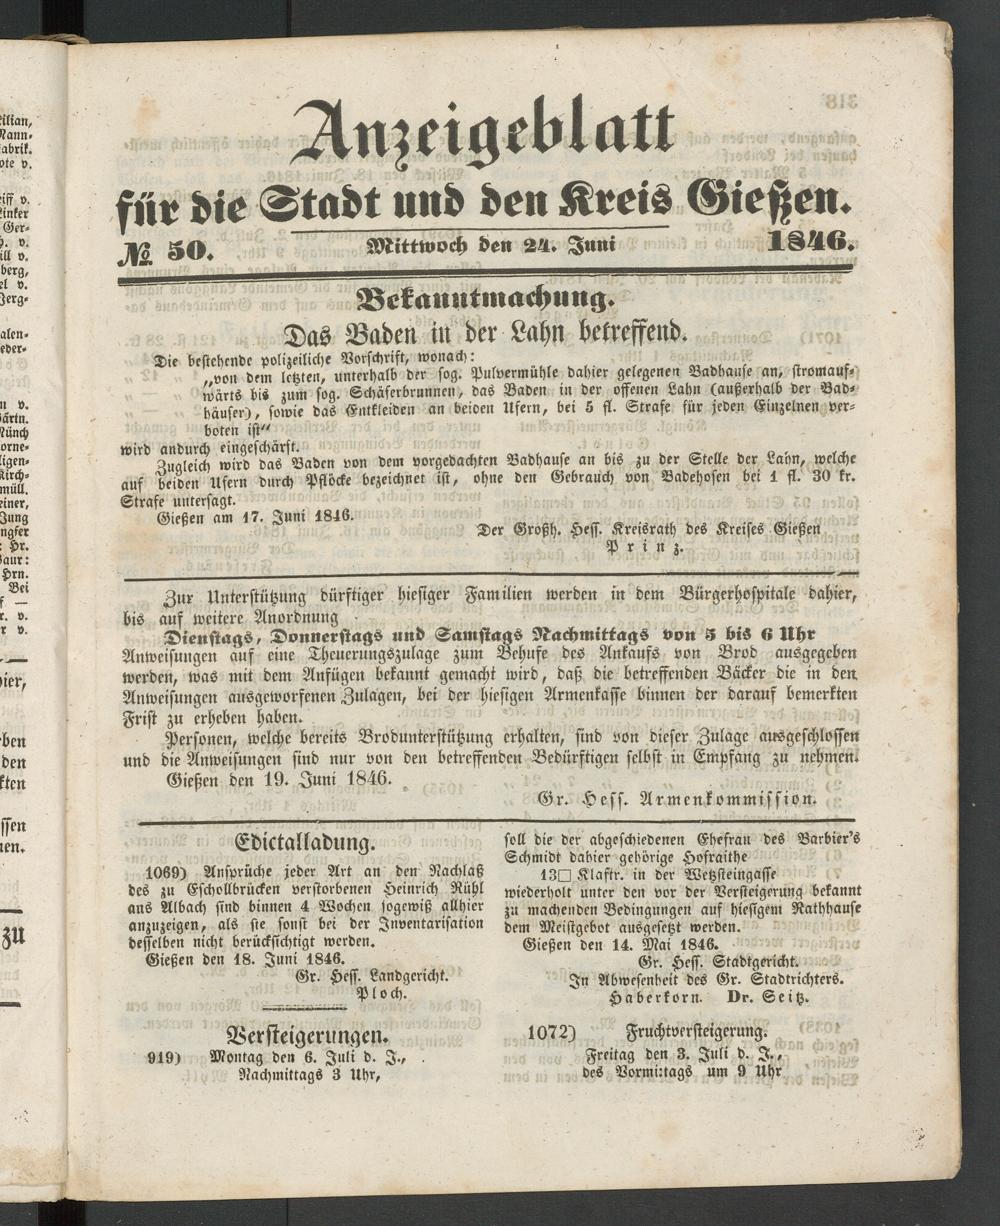 Anzeigeblatt
für die Stadt und den Kreis Gießen.
№ 50.
Mittwoch den 24. Juni
1846.
Bekanntmachung.
Das Baden in der Lahn betreffend.
Die bestehende polizeiliche Vorschrift, wonach:
„von dem letzten, unterhalb der sog. Pulvermühle dahier gelegenen Badhause an, stromauf-
wärts bis zum sog. Schäferbrunnen, das Baden in der offenen Lahn (außerhalb der Bad-
häuser), sowie das Entkleiden an beiden Ufern, bei 5 fl. Strafe für jeden Einzelnen ver-
boten ist“
wird andurch eingeschärft.
Zugleich wird das Baden von dem vorgedachten Badhause an bis zu der Stelle der Lahn, welche
auf beiden Ufern durch Pflöcke bezeichnet ist, ohne den Gebrauch von Badehosen bei 1 fl. 30 kr.
Strafe untersagt.
Gießen am 17. Juni 1846.
Der Großh. Hess. Kreisrath des Kreises Gießen
Prinz.
Zur Unterstützung dürftiger hiesiger Familien werden in dem Bürgerhospitale dahier,
bis auf weitere Anordnung
Dienstags, Donnerstags und Samstags Nachmittags von 5 bis 6 Uhr
Anweisungen auf eine Theuerungszulage zum Behufe des Ankaufs von Brod ausgegeben
werden, was mit dem Anfügen bekannt gemacht wird, daß die betreffenden Bäcker die in den
Anweisungen ausgeworfenen Zulagen, bei der hiesigen Armenkasse binnen der darauf bemerkten
Frist zu erheben haben.
Personen, welche bereits Brodunterstützung erhalten, sind von dieser Zulage ausgeschlossen
und die Anweisungen sind nur von den betreffenden Bedürftigen selbst in Empfang zu nehmen.
Gießen den 19. Juni 1846.
Gr. Hess. Armenkommission.
Edictalladung.
1069) Ansprüche jeder Art an den Nachlaß
des zu Eschollbrücken verstorbenen Heinrich Rühl
aus Albach sind binnen 4 Wochen sogewiß allhier
anzuzeigen, als sie sonst bei der Inventarisation
desselben nicht berücksichtigt werden.
Gießen den 18. Juni 1846.
Gr. Hess. Landgericht.
Ploch.
Versteigerungen.
919) Montag den 6. Juli d. J.,
Nachmittags 3 Uhr,
soll die der abgeschiedenen Ehefrau des Barbier's
Schmidt dahier gehörige Hofraithe
13□ Klaftr. in der Wetzsteingasse
wiederholt unter den vor der Versteigerung bekannt
zu machenden Bedingungen auf hiesigem Rathhause
dem Meistgebot ausgesetzt werden.
Gießen den 14. Mai 1846.
Gr. Hess. Stadtgericht.
In Abwesenheit des Gr. Stadtrichters.
Haberkorn. Dr. Seitz.
1072) Fruchtversteigerung.
Freitag den 3. Juli d. J.,
des Vormittags um 9 Uhr